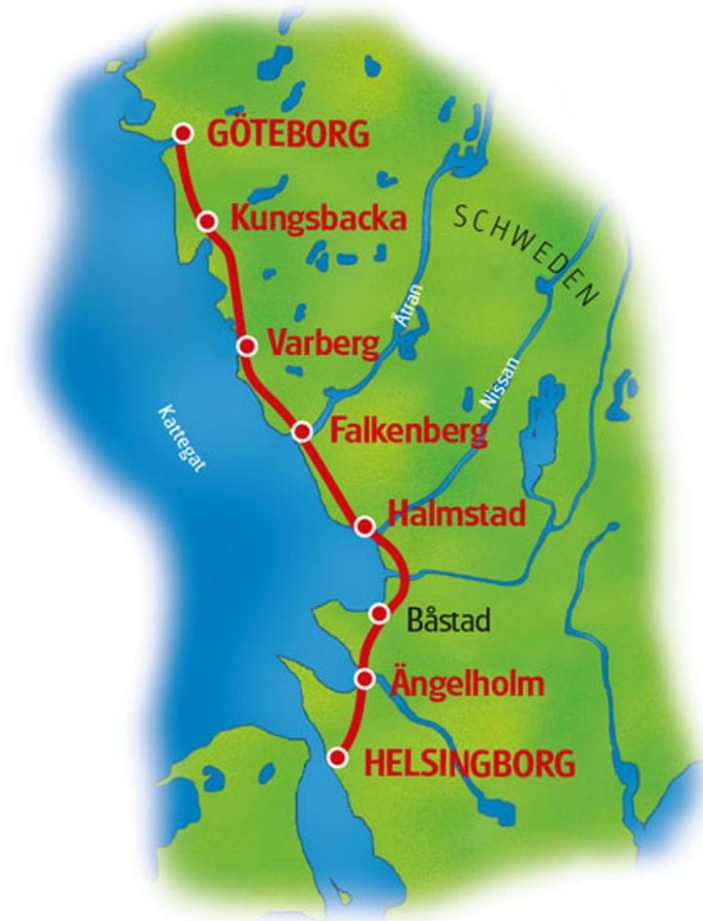 GÖTEBORG
Kungsbacka
SCHWEDEN
Ätran
Varberg
Nissan
Kattegat
Falkenberg
Halmstad
Båstad
Ängelholm
HELSINGBORG